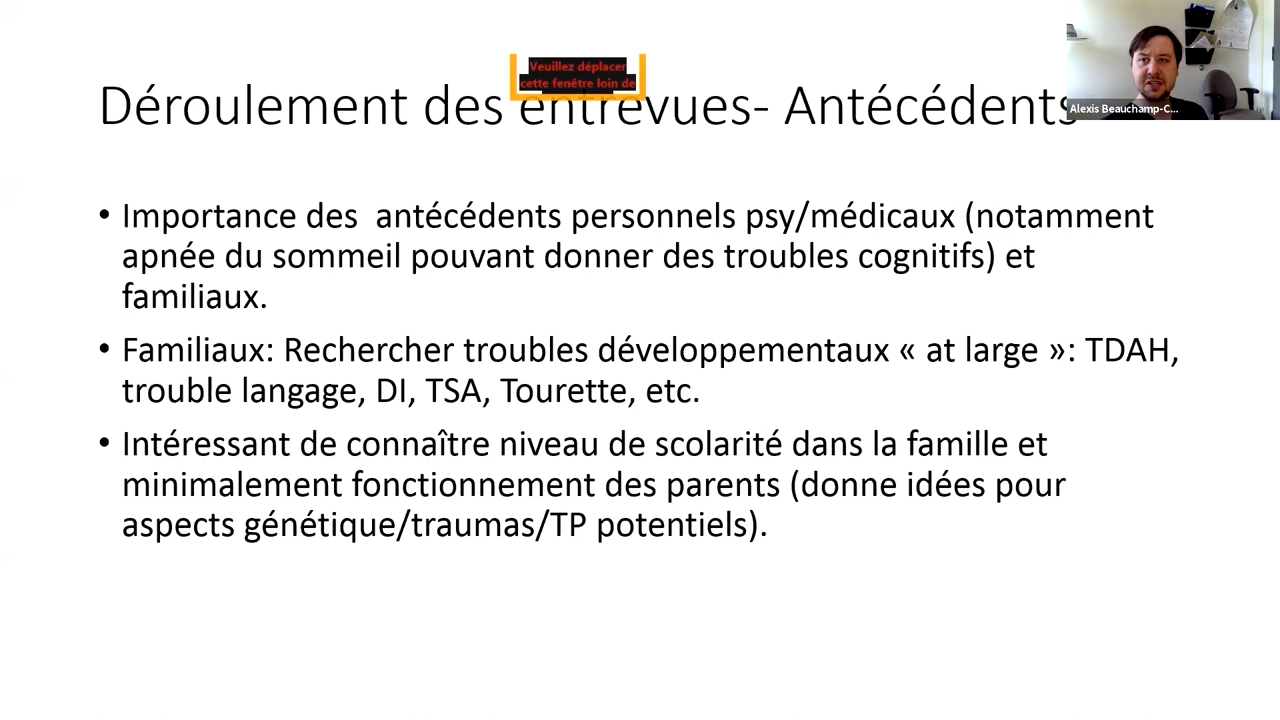 Veuillez déplacer
cette fenêtre loin de
Déroulement des entrevues- Antécédents
Alexis Beauchamp-C...
• Importance des  antécédents personnels psy/médicaux (notamment
apnée du sommeil pouvant donner des troubles cognitifs) et
familiaux.
• Familiaux: Rechercher troubles développementaux « at large »: TDAH,
trouble langage, DI, TSA, Tourette, etc.
• Intéressant de connaître niveau de scolarité dans la famille et
minimalement fonctionnement des parents (donne idées pour
aspects génétique/traumas/TP potentiels).